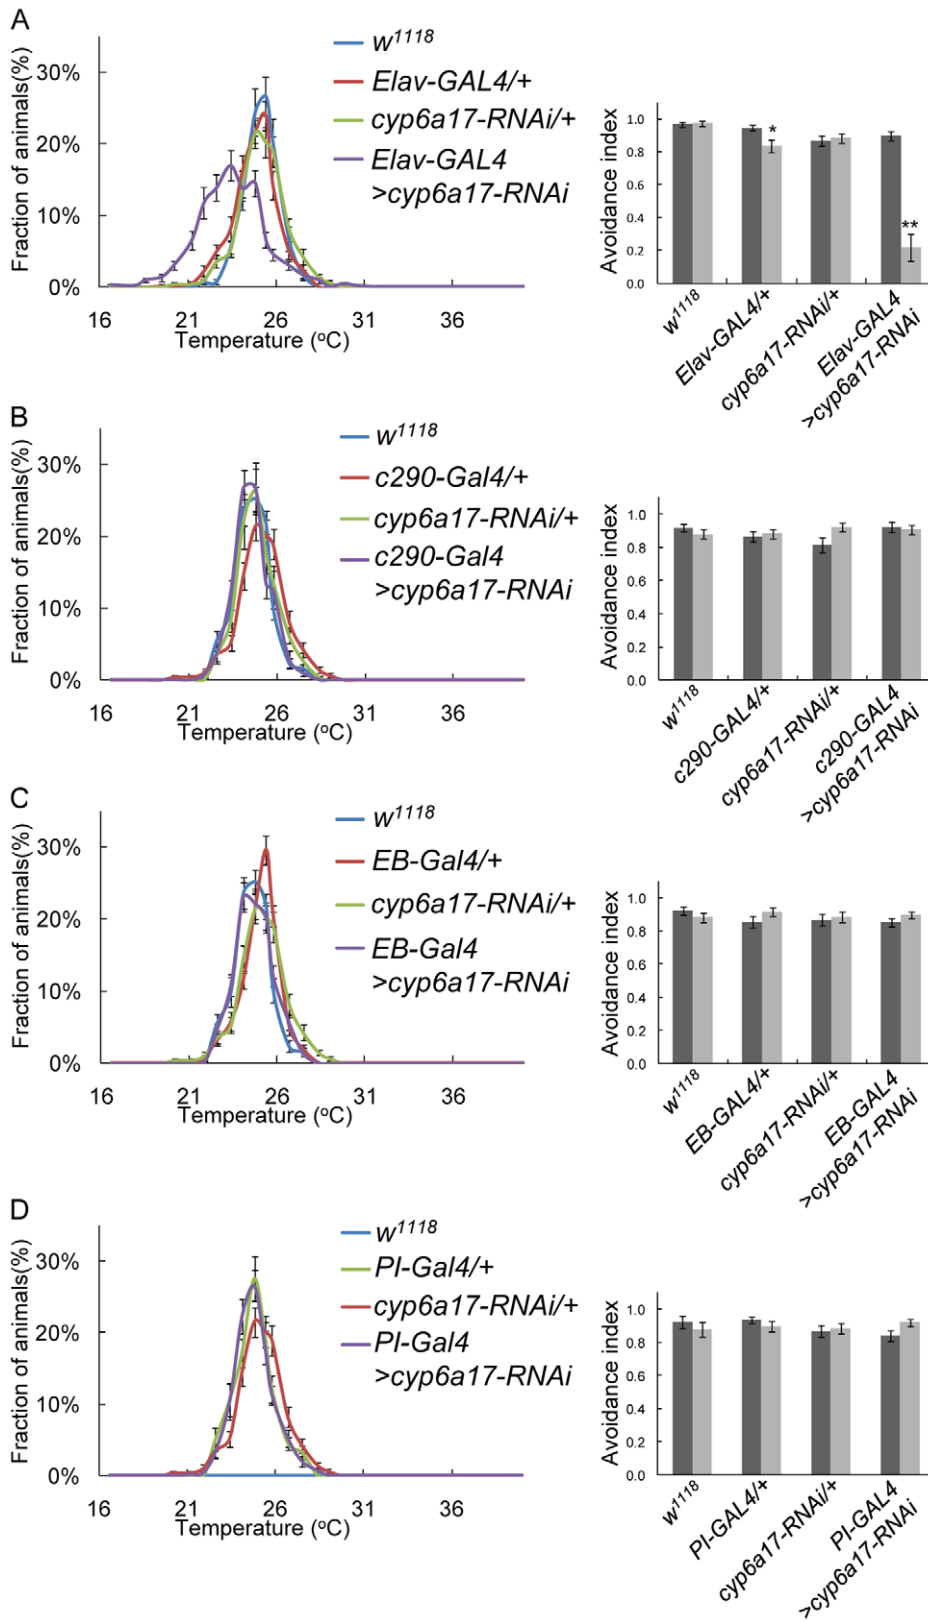 A
Fraction of animals(%)
30%
20%
10%
0%
16 21 26 31 36
Temperature (oC)
w1118
Elav-GAL4/+
cyp6a17-RNAi/+
Elav-GAL4
>cyp6a17-RNAi
Avoidance index
1.0
0.8
0.6
0.4
0.2
0.0
*
**
w1118
Elav-GAL4/+
cyp6a17-RNAi/+
Elav-GAL4
>cyp6a17-RNAi
B
Fraction of animals(%)
30%
20%
10%
0%
16 21 26 31 36
Temperature (oC)
w1118
c290-Gal4/+
cyp6a17-RNAi/+
c290-Gal4
>cyp6a17-RNAi
Avoidance index
1.0
0.8
0.6
0.4
0.2
0.0
w1118
c290-GAL4/+
cyp6a17-RNAi/+
c290-GAL4
>cyp6a17-RNAi
C
Fraction of animals(%)
30%
20%
10%
0%
16 21 26 31 36
Temperature (oC)
w1118
EB-Gal4/+
cyp6a17-RNAi/+
EB-Gal4
>cyp6a17-RNAi
Avoidance index
1.0
0.8
0.6
0.4
0.2
0.0
w1118
EB-GAL4/+
cyp6a17-RNAi/+
EB-GAL4
>cyp6a17-RNAi
D
Fraction of animals(%)
30%
20%
10%
0%
16 21 26 31 36
Temperature (oC)
w1118
PI-Gal4/+
cyp6a17-RNAi/+
PI-Gal4
>cyp6a17-RNAi
Avoidance index
1.0
0.8
0.6
0.4
0.2
0.0
w1118
PI-GAL4/+
cyp6a17-RNAi/+
PI-GAL4
>cyp6a17-RNAi